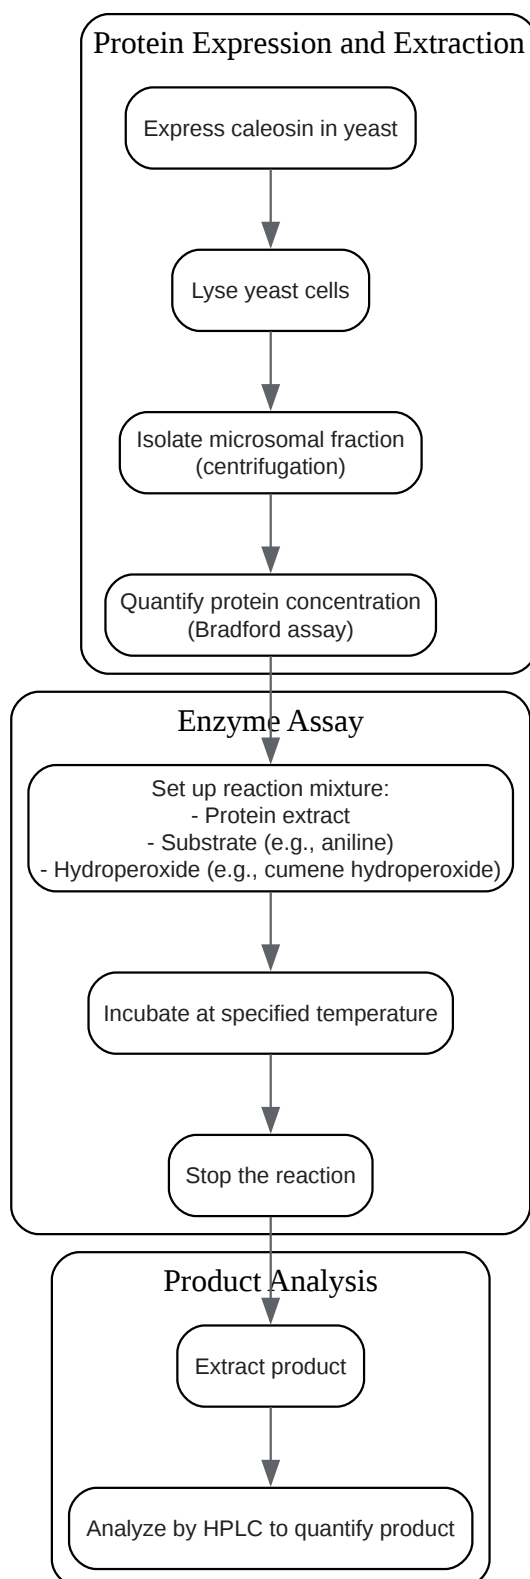 Protein Expression and Extraction
Express caleosin in yeast
Lyse yeast cells
Isolate microsomal fraction
(centrifugation)
Quantify protein concentration
(Bradford assay)
Enzyme Assay
Set up reaction mixture:
- Protein extract
- Substrate (e.g., aniline)
- Hydroperoxide (e.g., cumene hydroperoxide)
Incubate at specified temperature
Stop the reaction
Product Analysis
Extract product
Analyze by HPLC to quantify product